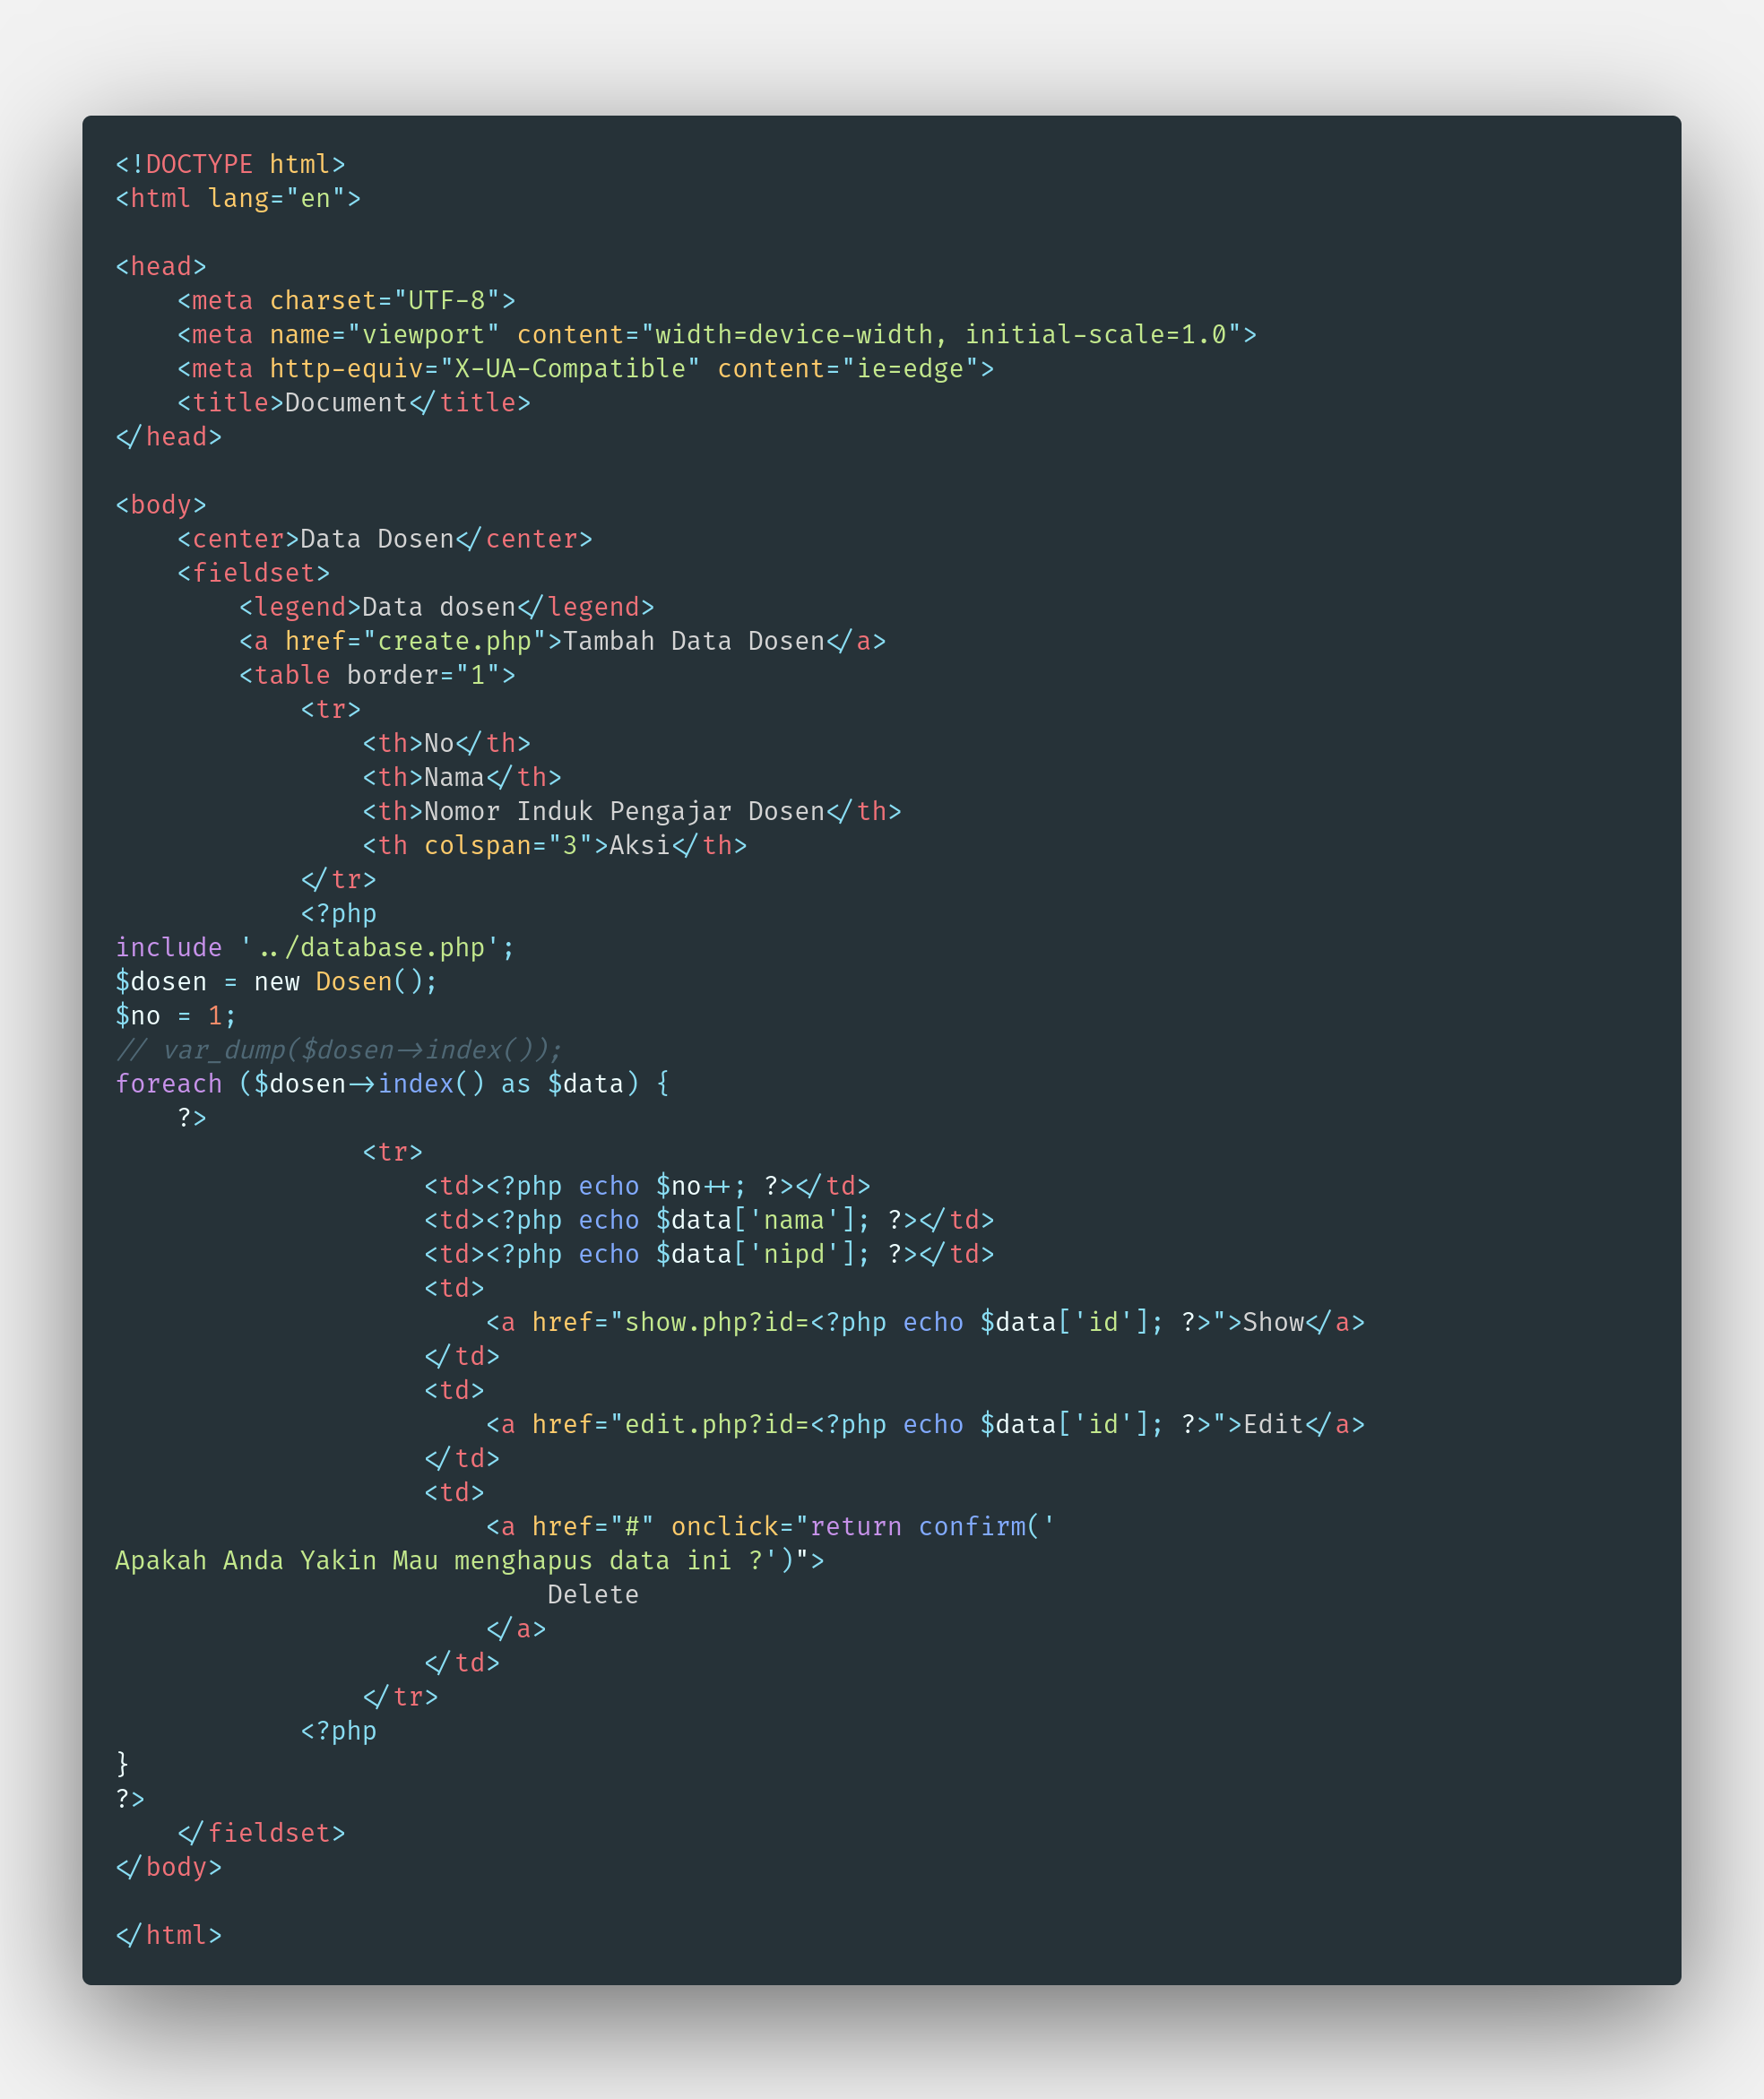 <!DOCTYPE html>
<html lang="en">

<head>
    <meta charset="UTF-8">
    <meta name="viewport" content="width=device-width, initial-scale=1.0">
    <meta http-equiv="X-UA-Compatible" content="ie=edge">
    <title>Document</title>
</head>

<body>
    <center>Data Dosen</center>
    <fieldset>
        <legend>Data dosen</legend>
        <a href="create.php">Tambah Data Dosen</a>
        <table border="1">
            <tr>
                <th>No</th>
                <th>Nama</th>
                <th>Nomor Induk Pengajar Dosen</th>
                <th colspan="3">Aksi</th>
            </tr>
            <?php
include '../database.php';
$dosen = new Dosen();
$no = 1;
// var_dump($dosen->index());
foreach ($dosen->index() as $data) {
    ?>
                <tr>
                    <td><?php echo $no++; ?></td>
                    <td><?php echo $data['nama']; ?></td>
                    <td><?php echo $data['nipd']; ?></td>
                    <td>
                        <a href="show.php?id=<?php echo $data['id']; ?>">Show</a>
                    </td>
                    <td>
                        <a href="edit.php?id=<?php echo $data['id']; ?>">Edit</a>
                    </td>
                    <td>
                        <a href="#" onclick="return confirm('
Apakah Anda Yakin Mau menghapus data ini ?')">
                            Delete
                        </a>
                    </td>
                </tr>
            <?php
}
?>
    </fieldset>
</body>

</html>